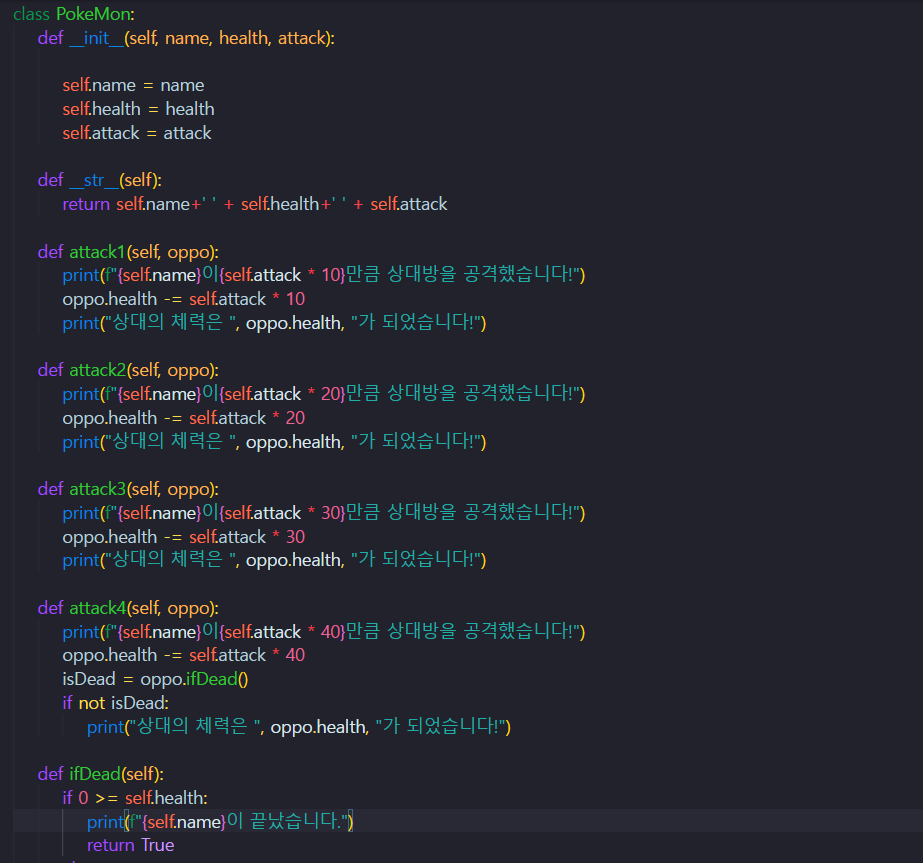 class PokeMon:
def __init__(self, name, health, attack):
self.name = name
self.health = health
self.attack = attack
def __str__(self):
return self.name+' ' + self.health+' ' + self.attack
def attack1(self, oppo):
print(f"{self.name}이{self.attack * 10}만큼 상대방을 공격했습니다!")
oppo.health -= self.attack * 10
print("상대의 체력은 ", oppo.health, "가 되었습니다!")
def attack2(self, oppo):
print(f"{self.name}이{self.attack * 20}만큼 상대방을 공격했습니다!")
oppo.health -= self.attack * 20
print("상대의 체력은 ", oppo.health, "가 되었습니다!")
def attack3(self, oppo):
print(f"{self.name}이{self.attack * 30}만큼 상대방을 공격했습니다!")
oppo.health -= self.attack * 30
print("상대의 체력은 ", oppo.health, "가 되었습니다!")
def attack4(self, oppo):
print(f"{self.name}이{self.attack * 40}만큼 상대방을 공격했습니다!")
oppo.health -= self.attack * 40
isDead = oppo.ifDead()
if not isDead:
print("상대의 체력은 ", oppo.health, "가 되었습니다!")
def ifDead(self):
if 0 >= self.health:
print(f"{self.name}이 끝났습니다.")
return True